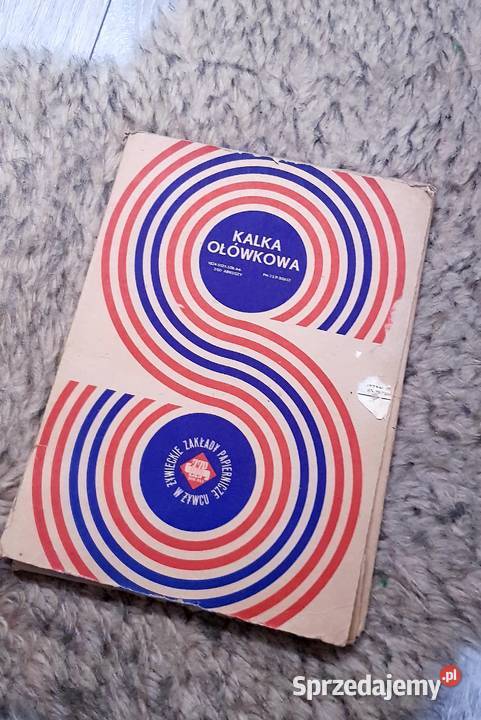 KALKA
OŁÓWKOWA
ŻYWIECKIE ZAKŁADY PAPIERNICZE
W ŻYWCU
Sprzedajemy.pl